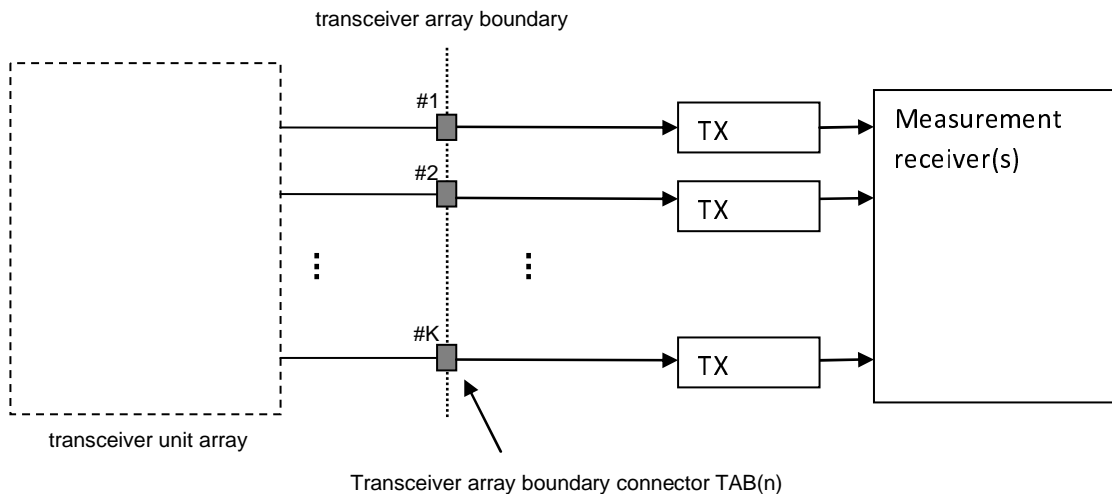 transceiver array boundary
#1
TX
Measurement
receiver(s)
#2
TX
#K
TX
transceiver unit array
Transceiver array boundary connector TAB(n)